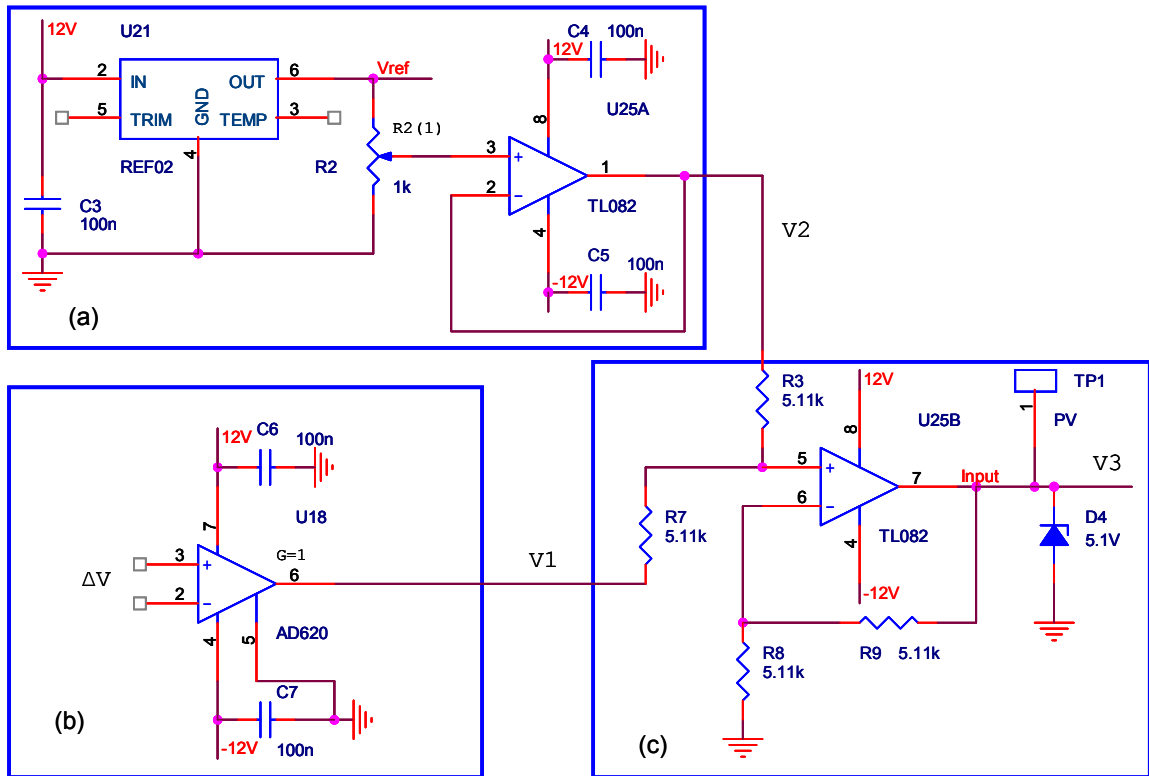 12V
U21
2
IN
OUT
6
Vref
5
TRIM
GND
TEMP
3
4
REF02
C3
100n
R2(1)
R2
1k
C4
100n
12V
U25A
8
3
+
2
−
1
TL082
4
C5
100n
-12V
(a)
V2
C6
100n
12V
U18
7
ΔV
3
+
2
−
G=1
6
AD620
4
5
C7
100n
-12V
(b)
V1
R3
5.11k
12V
U25B
8
TP1
1
PV
5
+
6
−
7
Input
V3
TL082
4
-12V
D4
5.1V
R7
5.11k
R8
5.11k
R9 5.11k
(c)